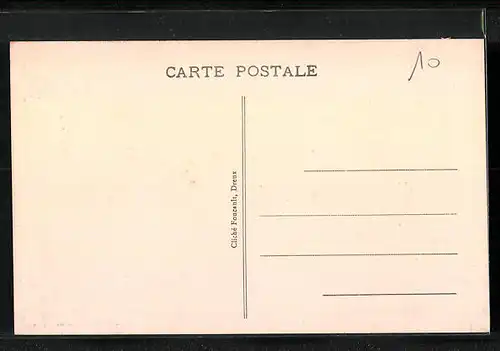 CARTE POSTALE
10
Cliché Foucault, Dreux